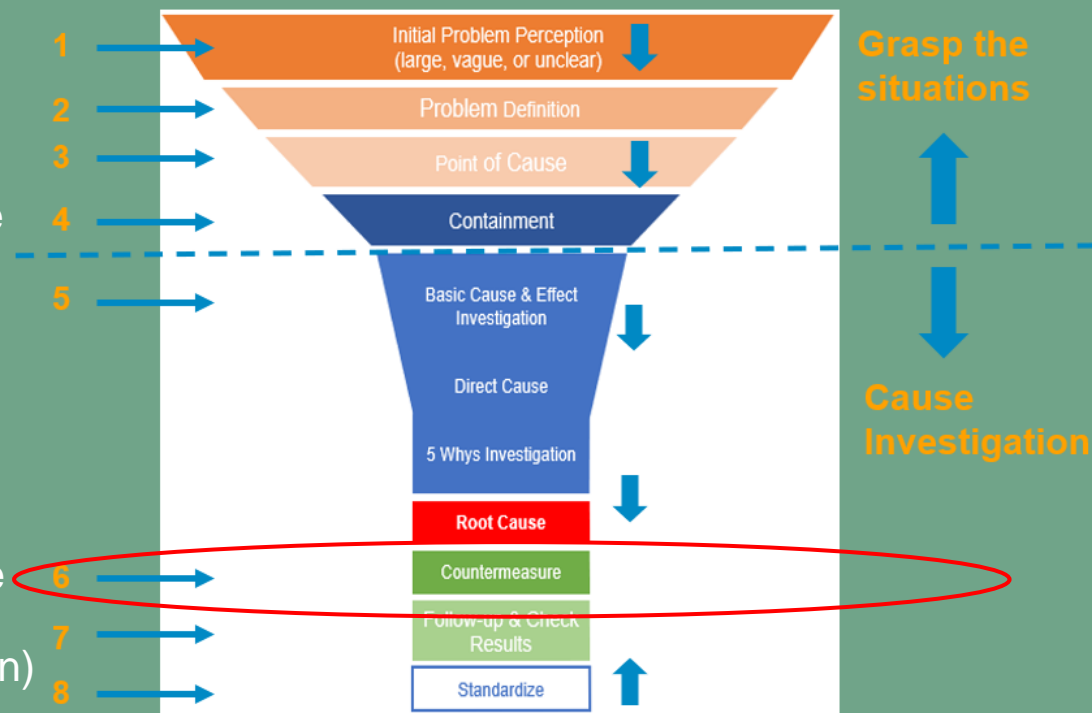 1
Initial Problem Perception
(large, vague, or unclear)
Grasp the
situations
2
Problem Definition
3
Point of Cause
e
4
Containment
5
Basic Cause & Effect
Investigation
Direct Cause
Cause
Investigation
5 Whys Investigation
Root Cause
e
6
Countermeasure
7
Follow-up & Check
Results
n)
8
Standardize